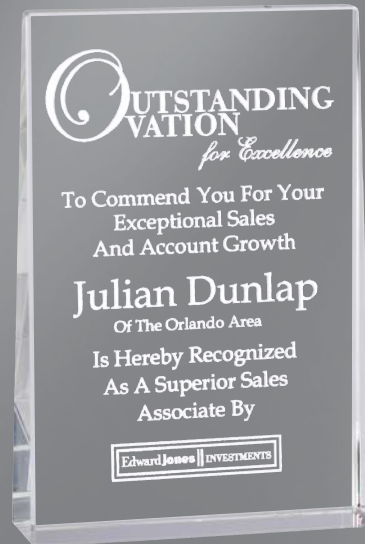 OUTSTANDING
OVATION
for Excellence
To Commend You For Your
Exceptional Sales
And Account Growth
Julian Dunlap
Of The Orlando Area
Is Hereby Recognized
As A Superior Sales
Associate By
Edward Jones INVESTMENTS